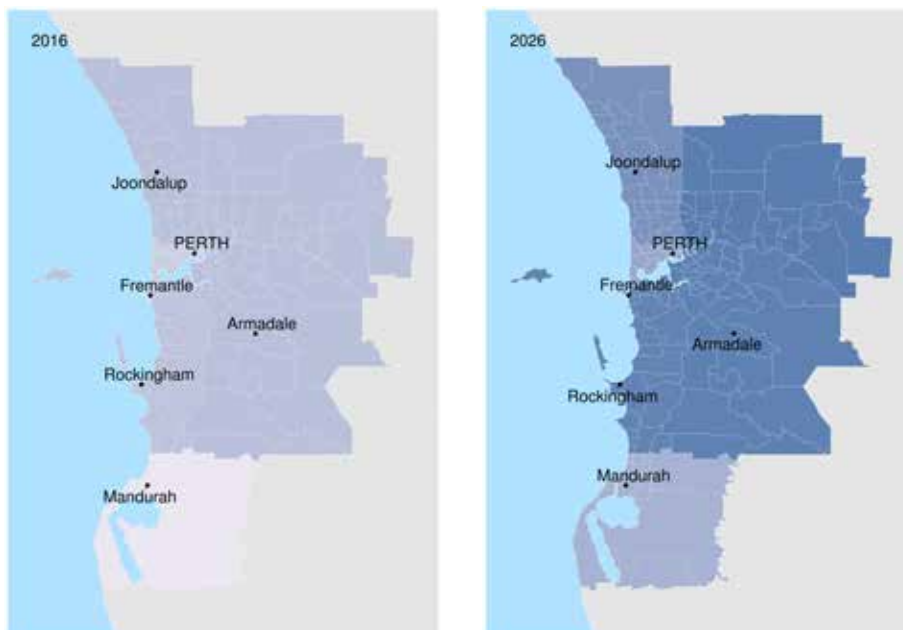 2016
Joondalup
PERTH
Fremantle
Armadale
Rockingham
Mandurah
2026
Joondalup
PERTH
Fremantle
Armadale
Rockingham
Mandurah